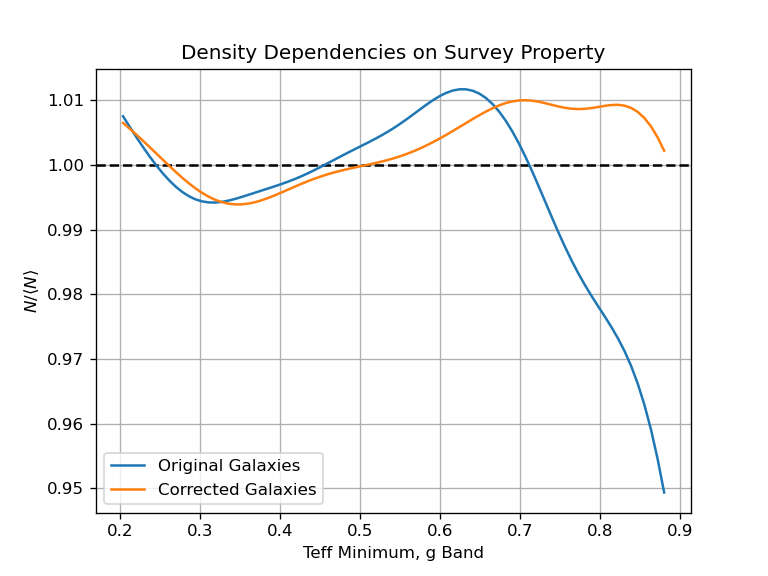 Density Dependencies on Survey Property
1.01
1.00
0.99
0.98
0.97
0.96
0.95
N/⟨N⟩
Original Galaxies
Corrected Galaxies
0.2 0.3 0.4 0.5 0.6 0.7 0.8 0.9
Teff Minimum, g Band